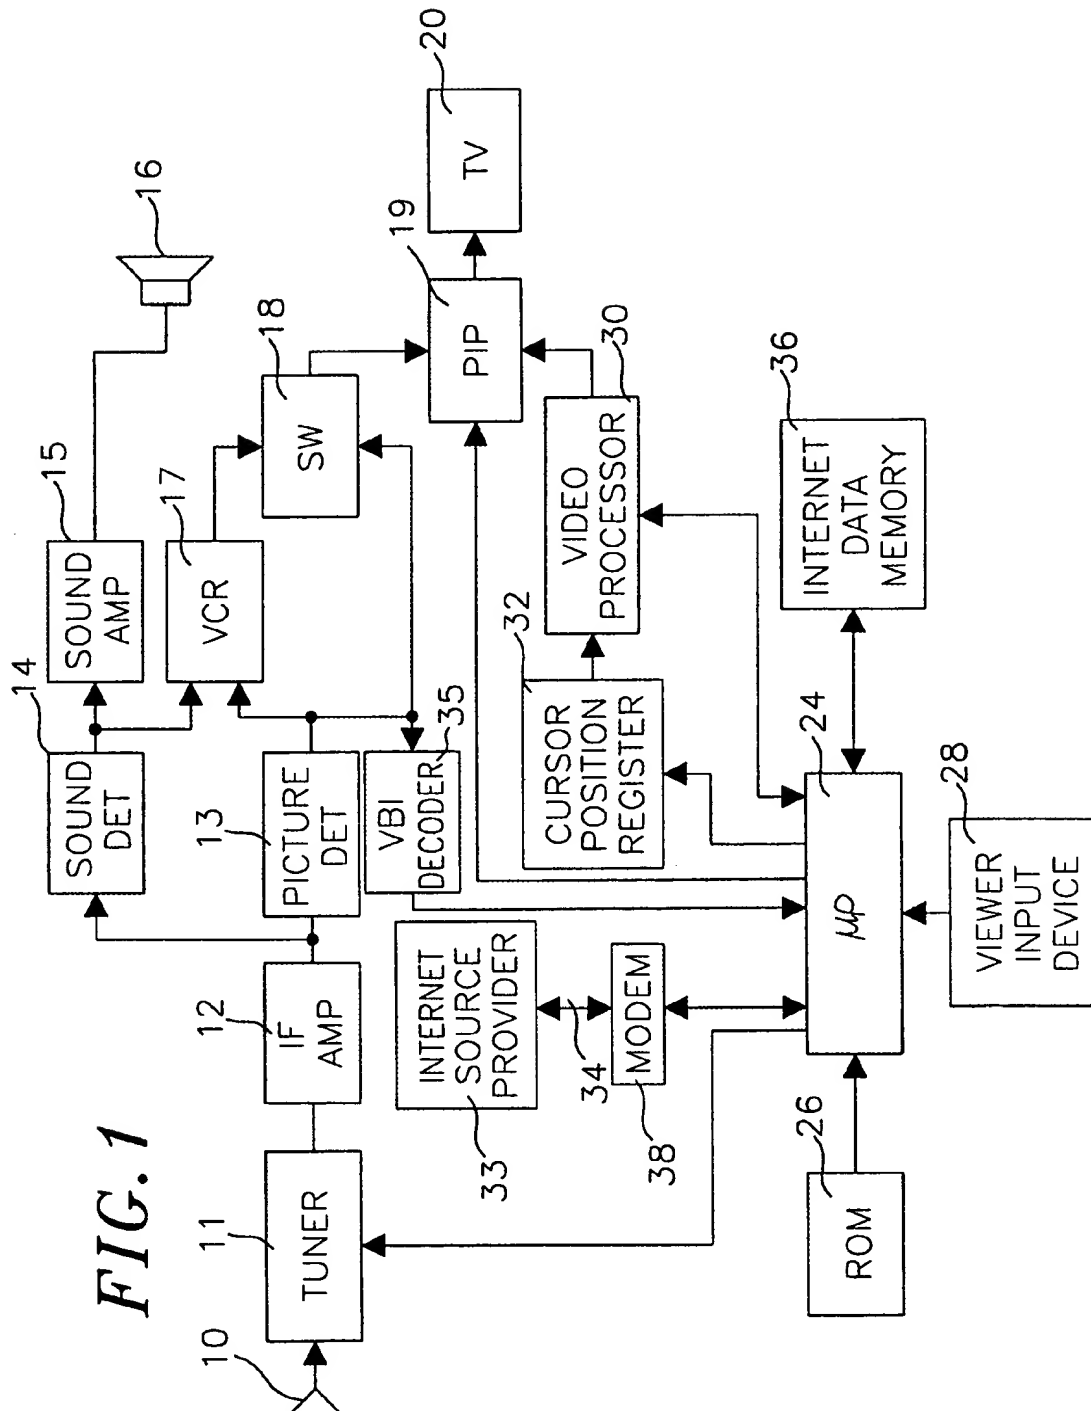 FIG.1
10
11
TUNER
12
IF
AMP
13
PICTURE
DET
14
SOUND
DET
15
SOUND
AMP
16
17
VCR
18
SW
19
PIP
20
TV
35
VBI
DECODER
33
INTERNET
SOURCE
PROVIDER
34
38
MODEM
32
CURSOR
POSITION
REGISTER
30
VIDEO
PROCESSOR
36
INTERNET
DATA
MEMORY
24
μP
26
ROM
28
VIEWER
INPUT
DEVICE